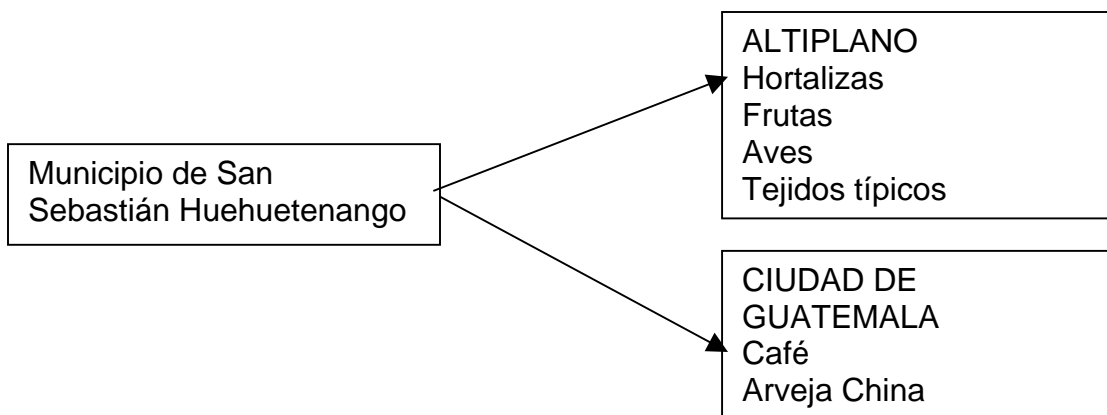 Municipio de San
Sebastián Huehuetenango
ALTIPLANO
Hortalizas
Frutas
Aves
Tejidos típicos
CIUDAD DE
GUATEMALA
Café
Arveja China